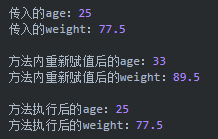 传入的age：25
传入的weight：77.5
方法内重新赋值后的age：33
方法内重新赋值后的weight：89.5
方法执行后的age：25
方法执行后的weight：77.5